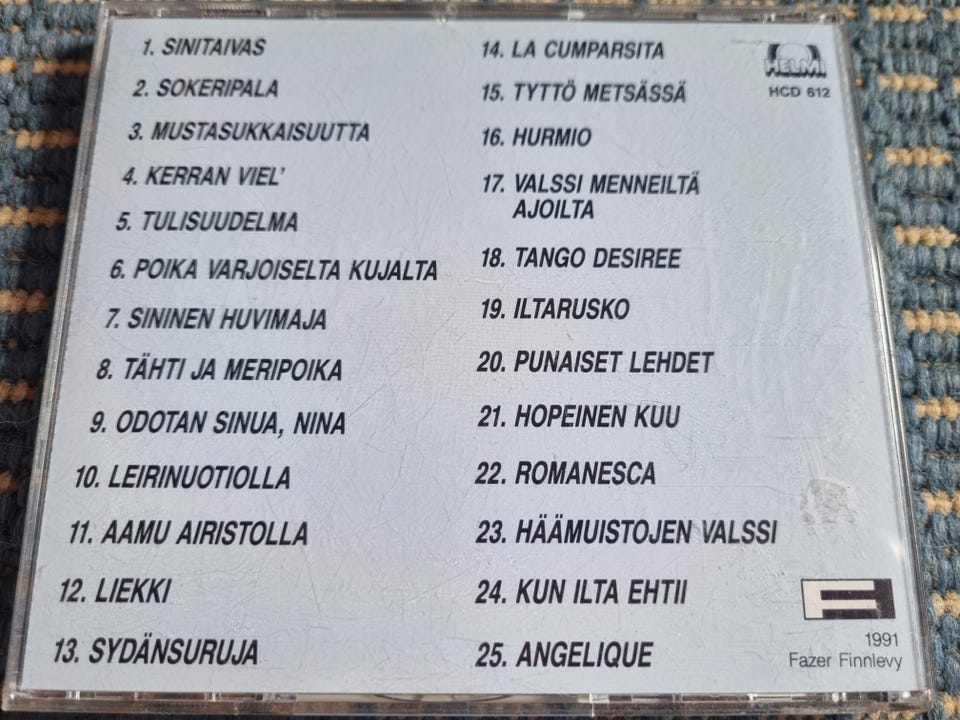 1. SINITAIVAS
2. SOKERIPALA
3. MUSTASUKKAISUUTTA
4. KERRAN VIEL'
5. TULISUUDELMA
6. POIKA VARJOISELTA KUJALTA
7. SININEN HUVIMAJA
8. TÄHTI JA MERIPOIKA
9. ODOTAN SINUA, NINA
10. LEIRINUOTIOLLA
11. AAMU AIRISTOLLA
12. LIEKKI
13. SYDÄNSURUJA
14. LA CUMPARSITA
15. TYTTÖ METSÄSSÄ
16. HURMIO
17. VALSSI MENNEILTÄ
AJOILTA
18. TANGO DESIREE
19. ILTARUSKO
20. PUNAISET LEHDET
21. HOPEINEN KUU
22. ROMANESCA
23. HÄÄMUISTOJEN VALSSI
24. KUN ILTA EHTII
25. ANGELIQUE
HELMI
HCD 612
F
1991
Fazer Finnlevy